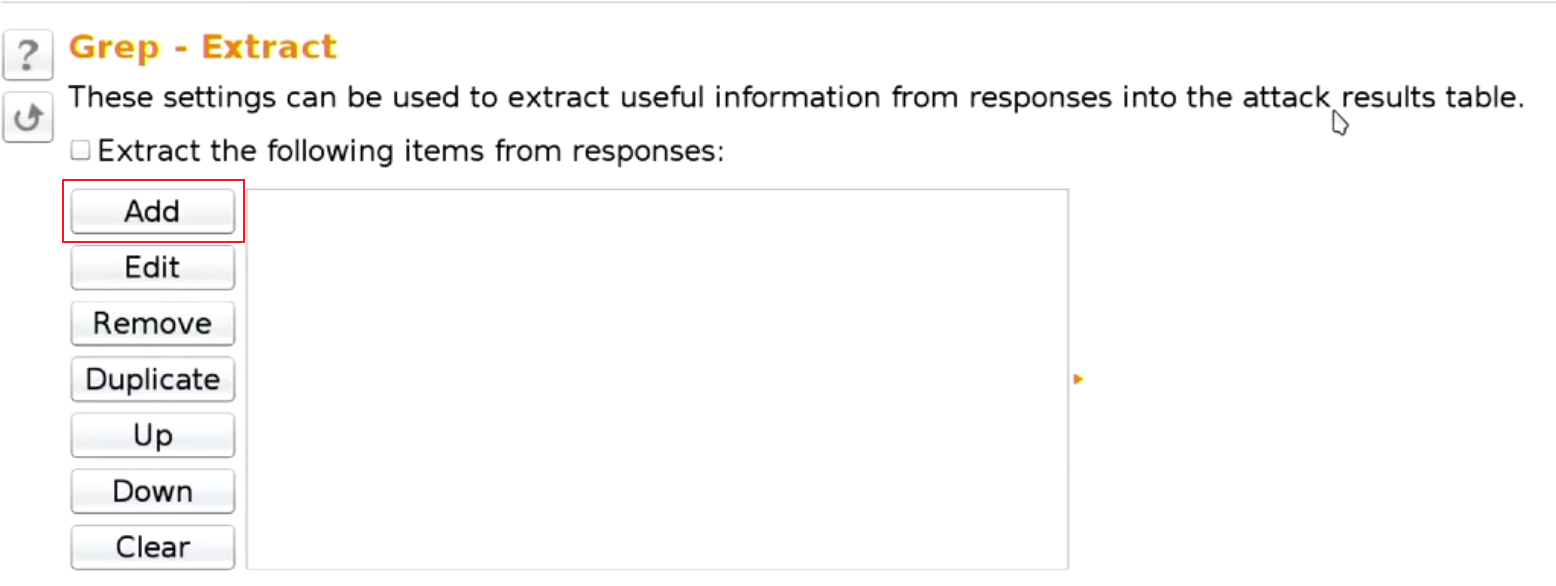 ?
Grep - Extract
These settings can be used to extract useful information from responses into the attack results table.
Extract the following items from responses:
Add
Edit
Remove
Duplicate
Up
Down
Clear